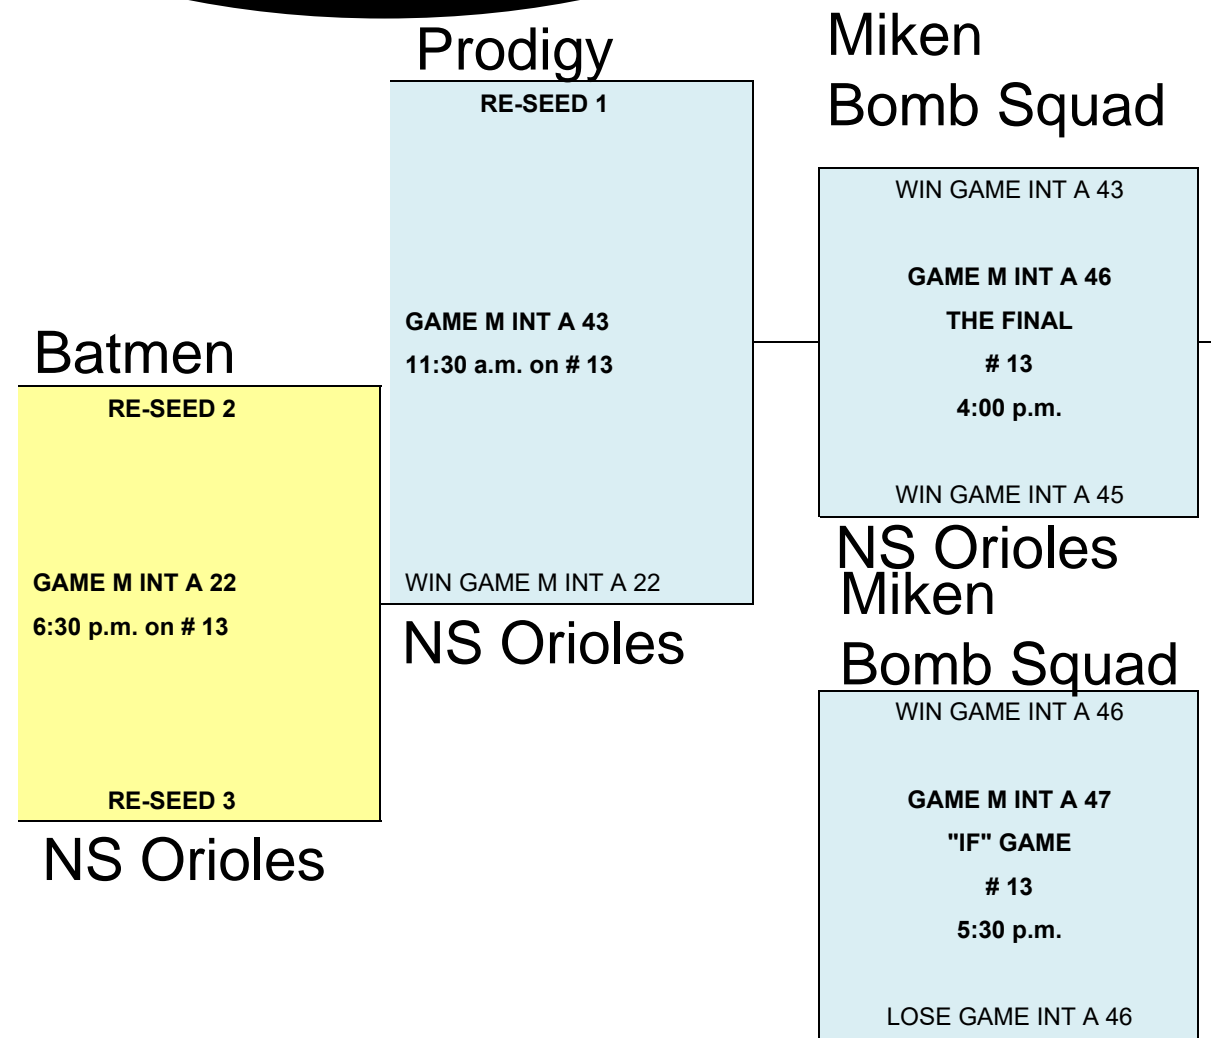 Prodigy
RE-SEED 1
GAME M INT A 43
11:30 a.m. on # 13
WIN GAME M INT A 22
NS Orioles
Batmen
RE-SEED 2
GAME M INT A 22
6:30 p.m. on # 13
RE-SEED 3
NS Orioles
Miken
Bomb Squad
WIN GAME INT A 43
GAME M INT A 46
THE FINAL
# 13
4:00 p.m.
WIN GAME INT A 45
NS Orioles
Miken
Bomb Squad
WIN GAME INT A 46
GAME M INT A 47
"IF" GAME
# 13
5:30 p.m.
LOSE GAME INT A 46